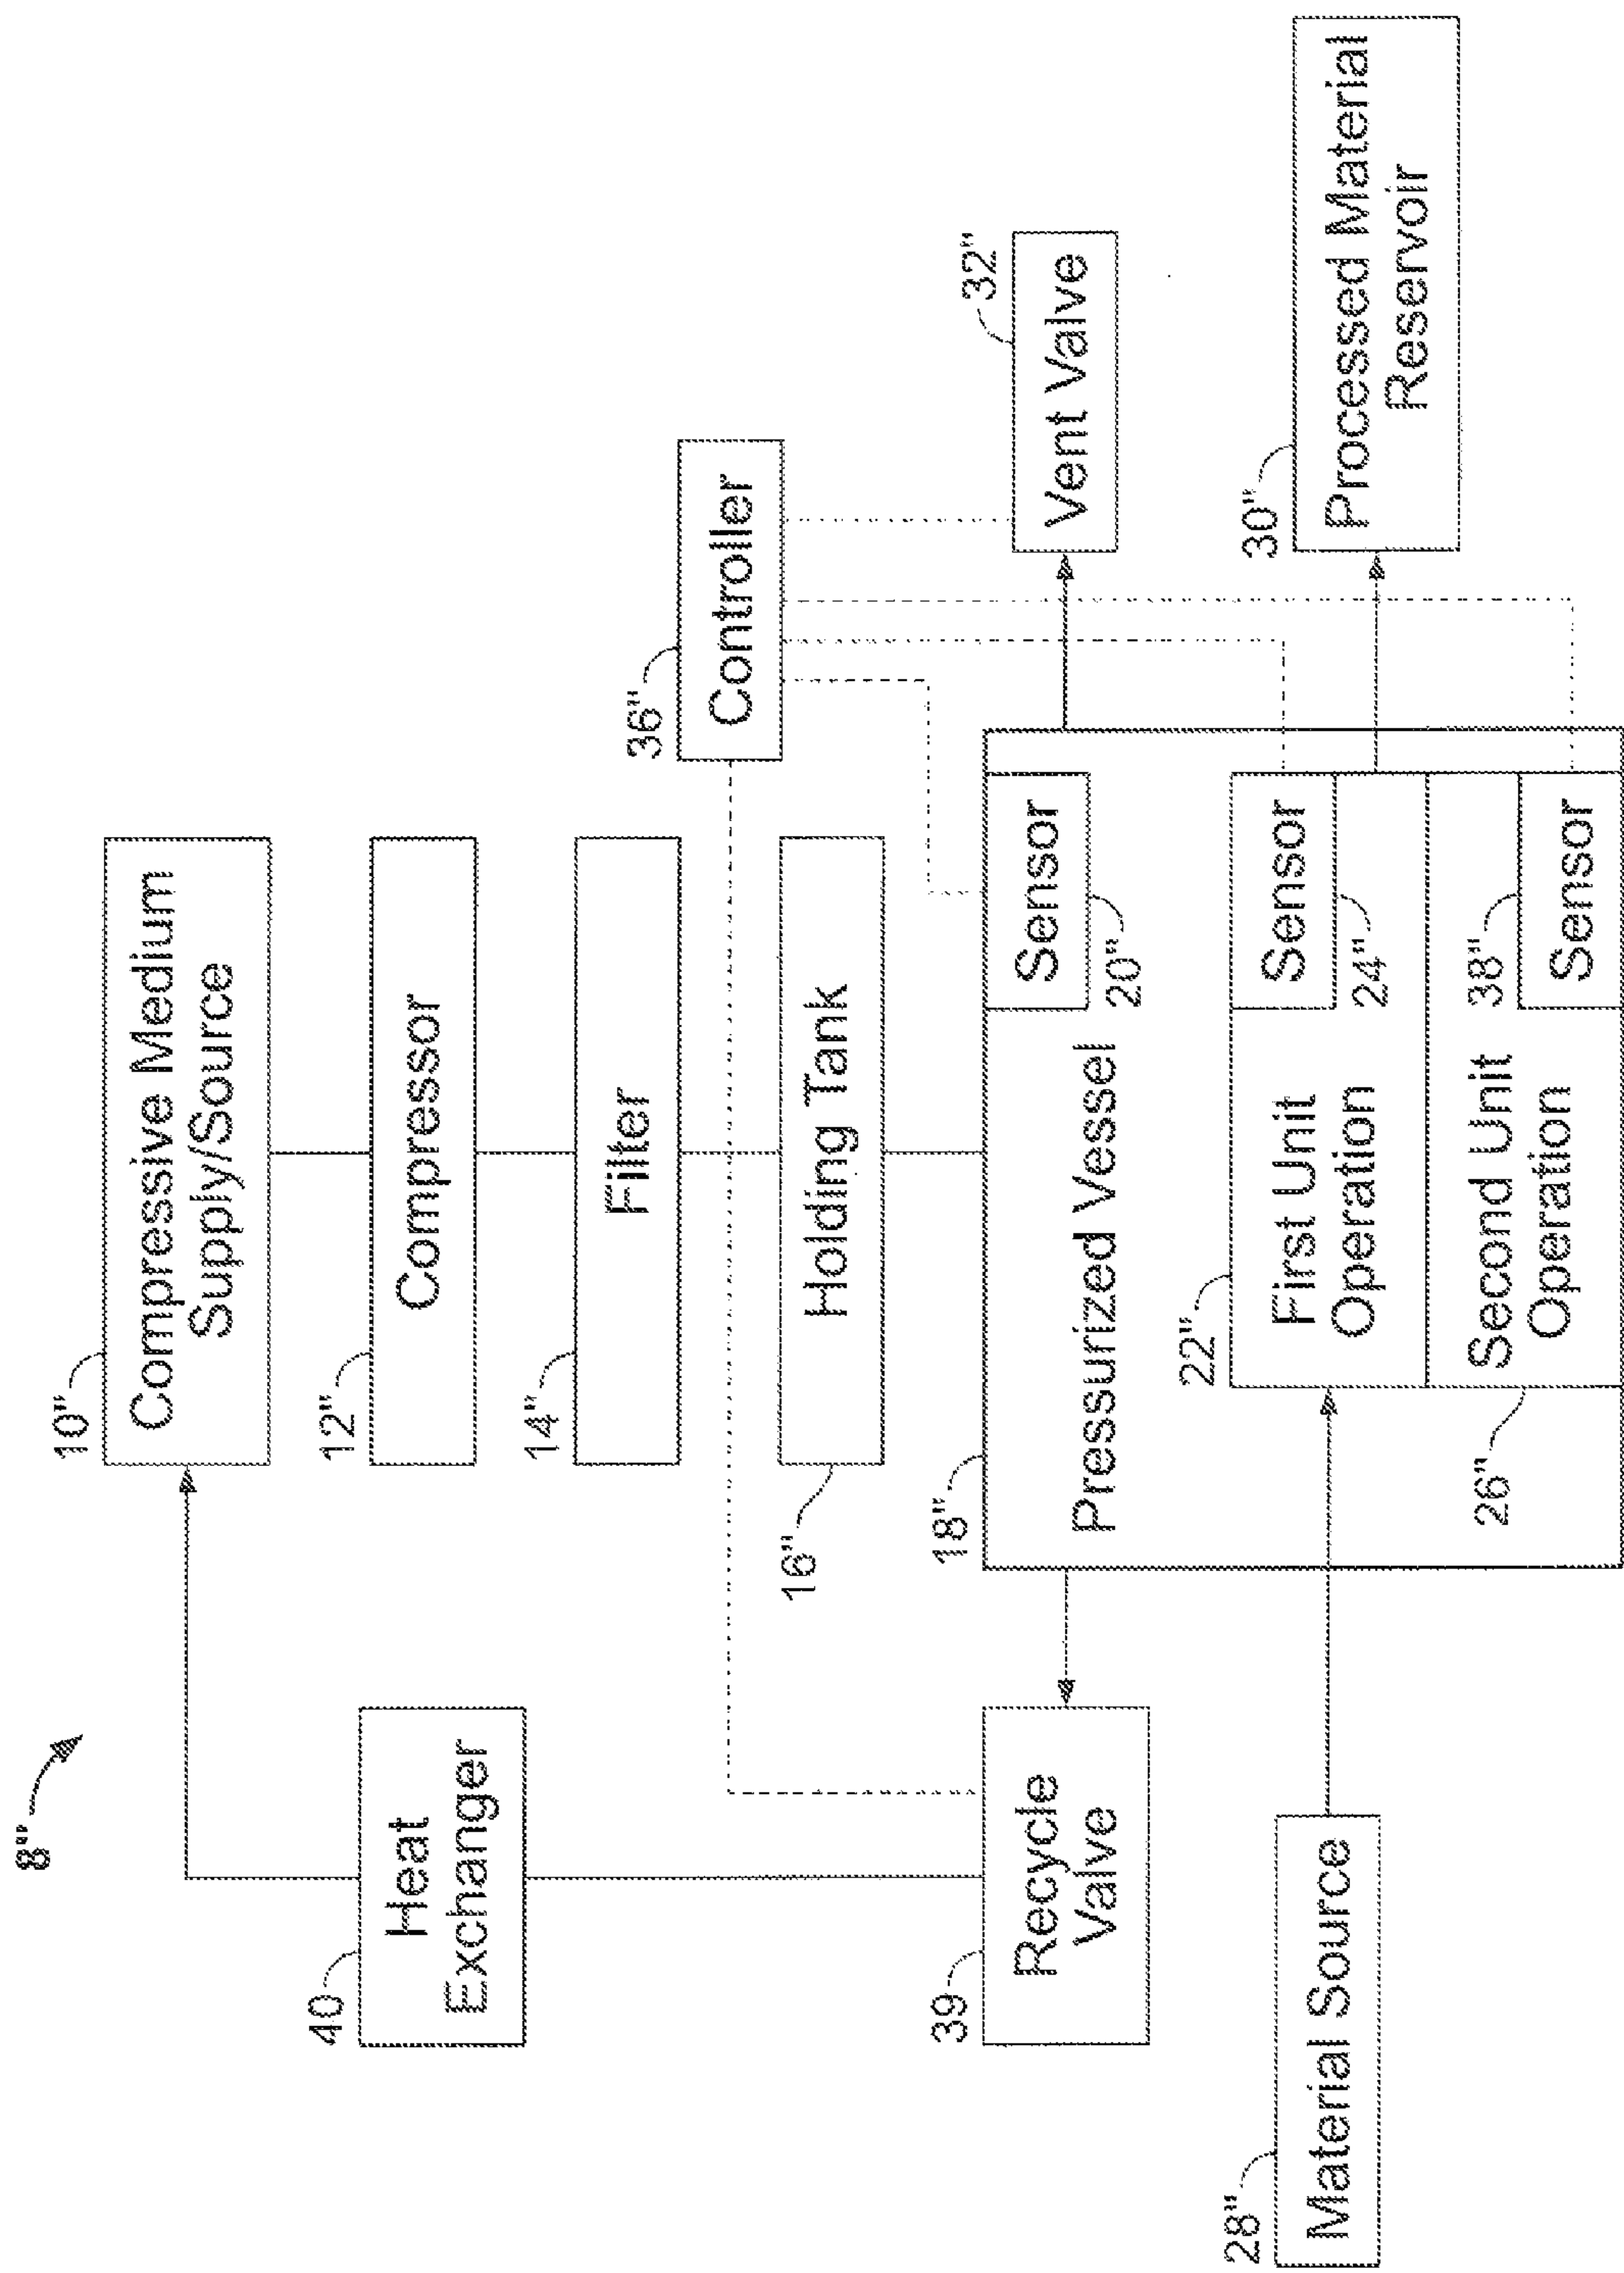 8"
10"
Compressive Medium
Supply/Source
40
Heat
Exchanger
12"
Compressor
14"
Filter
36"
Controller
16"
Holding Tank
39
Recycle
Valve
18"
Pressurized Vessel
Sensor
20"
32"
Vent Valve
28"
Material Source
22"
First Unit
Operation
Sensor
24"
30"
Processed Material
Reservoir
26"
Second Unit
Operation
38"
Sensor